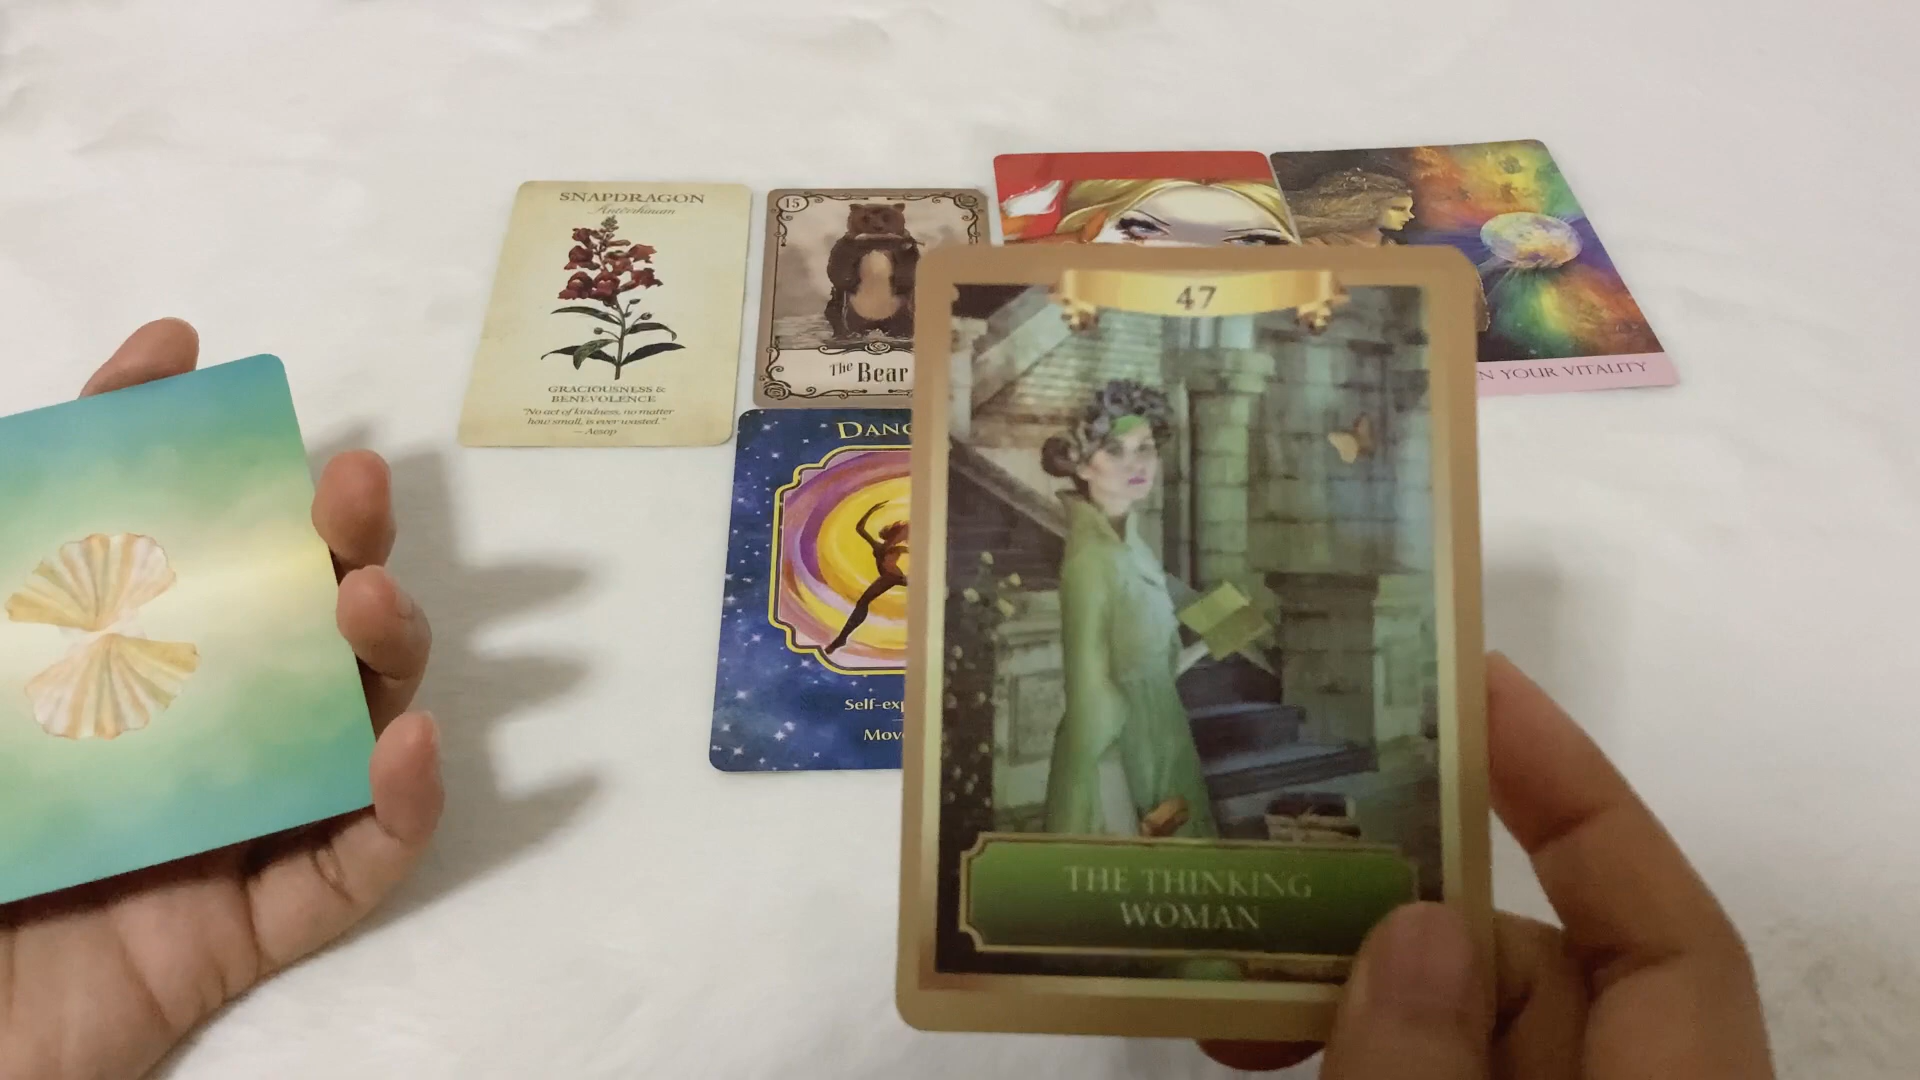 SNAPDRAGON
Antirrhinum
GRACIOUSNESS &
BENEVOLENCE
"No act of kindness, no matter
how small, is ever wasted."
— Aesop
15
The Bear
DANC
Self-exp
Move
N YOUR VITALITY
47
THE THINKING
WOMAN